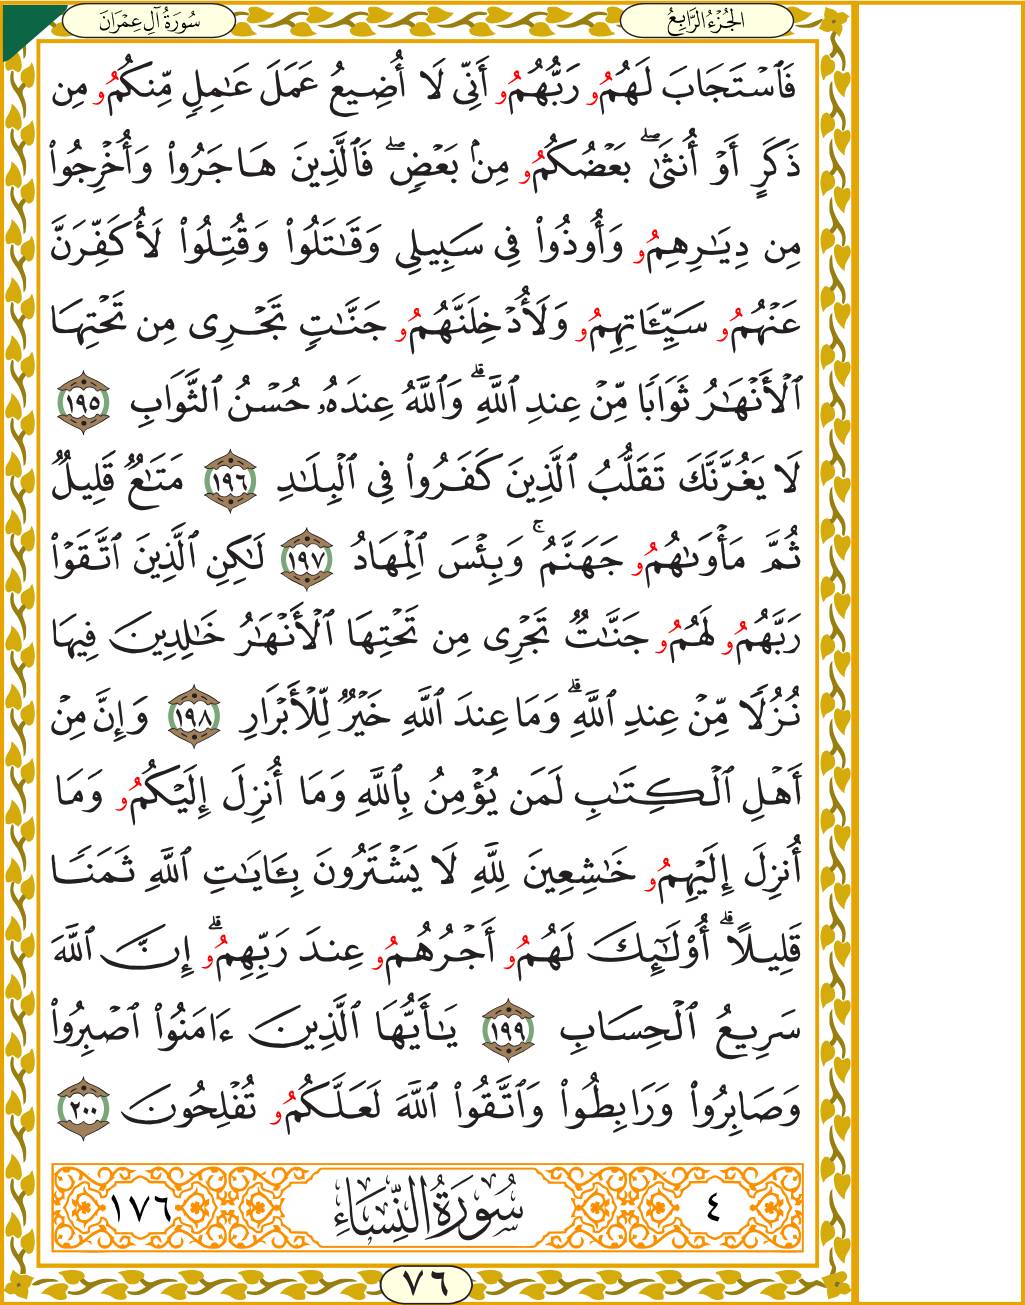 سُورَةُ آلِ عِمْرَانَ
الجُزْءُ الرَّابِعُ
فَٱسْتَجَابَ لَهُمُۥ رَبُّهُمُۥ أَنِّى لَا أُضِيعُ عَمَلَ عَٰمِلٍ مِّنكُمُۥ مِن
ذَكَرٍ أَوْ أُنثَىٰۖ بَعْضُكُمُۥ مِنۢ بَعْضٍۖ فَٱلَّذِينَ هَاجَرُوا۟ وَأُخْرِجُوا۟
مِن دِيَٰرِهِمُۥ وَأُوذُوا۟ فِى سَبِيلِى وَقَٰتَلُوا۟ وَقُتِلُوا۟ لَأُكَفِّرَنَّ
عَنْهُمُۥ سَيِّـَٔاتِهِمُۥ وَلَأُدْخِلَنَّهُمُۥ جَنَّٰتٍ تَجْرِى مِن تَحْتِهَا
ٱلْأَنْهَٰرُ ثَوَابًا مِّنْ عِندِ ٱللَّهِۗ وَٱللَّهُ عِندَهُۥ حُسْنُ ٱلثَّوَابِ ١٩٥
لَا يَغُرَّنَّكَ تَقَلُّبُ ٱلَّذِينَ كَفَرُوا۟ فِى ٱلْبِلَٰدِ ١٩٦ مَتَٰعٌ قَلِيلٌ
ثُمَّ مَأْوَىٰهُمُۥ جَهَنَّمُۚ وَبِئْسَ ٱلْمِهَادُ ١٩٧ لَٰكِنِ ٱلَّذِينَ ٱتَّقَوْا۟
رَبَّهُمُۥ لَهُمُۥ جَنَّٰتٌ تَجْرِى مِن تَحْتِهَا ٱلْأَنْهَٰرُ خَٰلِدِينَ فِيهَا
نُزُلًا مِّنْ عِندِ ٱللَّهِۗ وَمَا عِندَ ٱللَّهِ خَيْرٌ لِّلْأَبْرَارِ ١٩٨ وَإِنَّ مِنْ
أَهْلِ ٱلْكِتَٰبِ لَمَن يُؤْمِنُ بِٱللَّهِ وَمَا أُنزِلَ إِلَيْكُمُۥ وَمَا
أُنزِلَ إِلَيْهِمُۥ خَٰشِعِينَ لِلَّهِ لَا يَشْتَرُونَ بِـَٔايَٰتِ ٱللَّهِ ثَمَنًا
قَلِيلًاۗ أُو۟لَٰٓئِكَ لَهُمُۥ أَجْرُهُمُۥ عِندَ رَبِّهِمُۥۗ إِنَّ ٱللَّهَ
سَرِيعُ ٱلْحِسَابِ ١٩٩ يَٰأَيُّهَا ٱلَّذِينَ ءَامَنُوا۟ ٱصْبِرُوا۟
وَصَابِرُوا۟ وَرَابِطُوا۟ وَٱتَّقُوا۟ ٱللَّهَ لَعَلَّكُمُۥ تُفْلِحُونَ ٢٠٠
٤ سُورَةُ النِّسَاءِ ١٧٦
٧٦